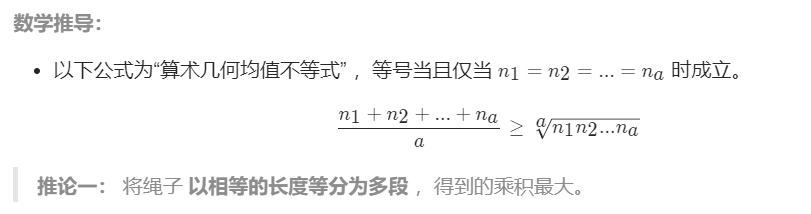 数学推导：
• 以下公式为“算术几何均值不等式” ，等号当且仅当 n1 = n2 = ... = na 时成立。
(n1 + n2 + ... + na) / a ≥ ᵃ√(n1n2...na)
推论一： 将绳子 以相等的长度等分为多段 ，得到的乘积最大。